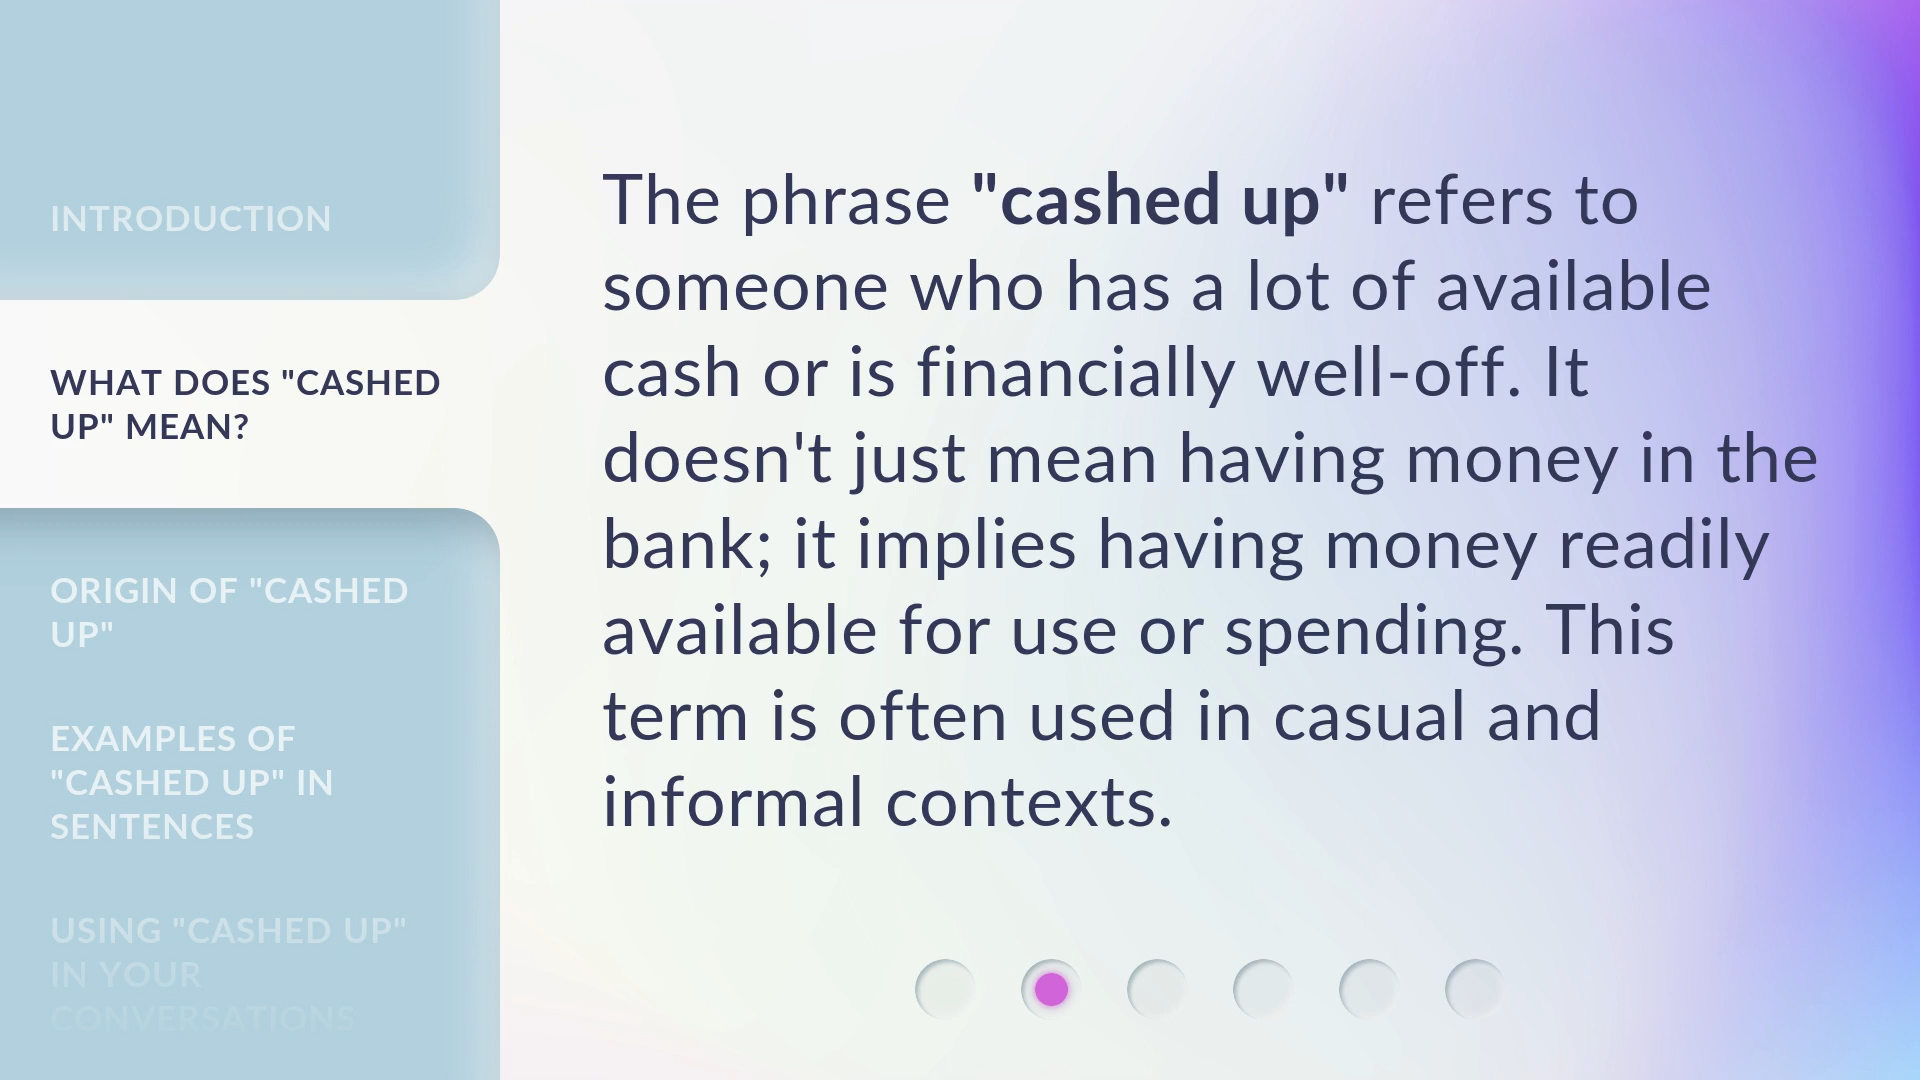 INTRODUCTION
WHAT DOES "CASHED
UP" MEAN?
ORIGIN OF "CASHED
UP"
EXAMPLES OF
"CASHED UP" IN
SENTENCES
USING "CASHED UP"
IN YOUR
CONVERSATIONS
The phrase "cashed up" refers to
someone who has a lot of available
cash or is financially well-off. It
doesn't just mean having money in the
bank; it implies having money readily
available for use or spending. This
term is often used in casual and
informal contexts.